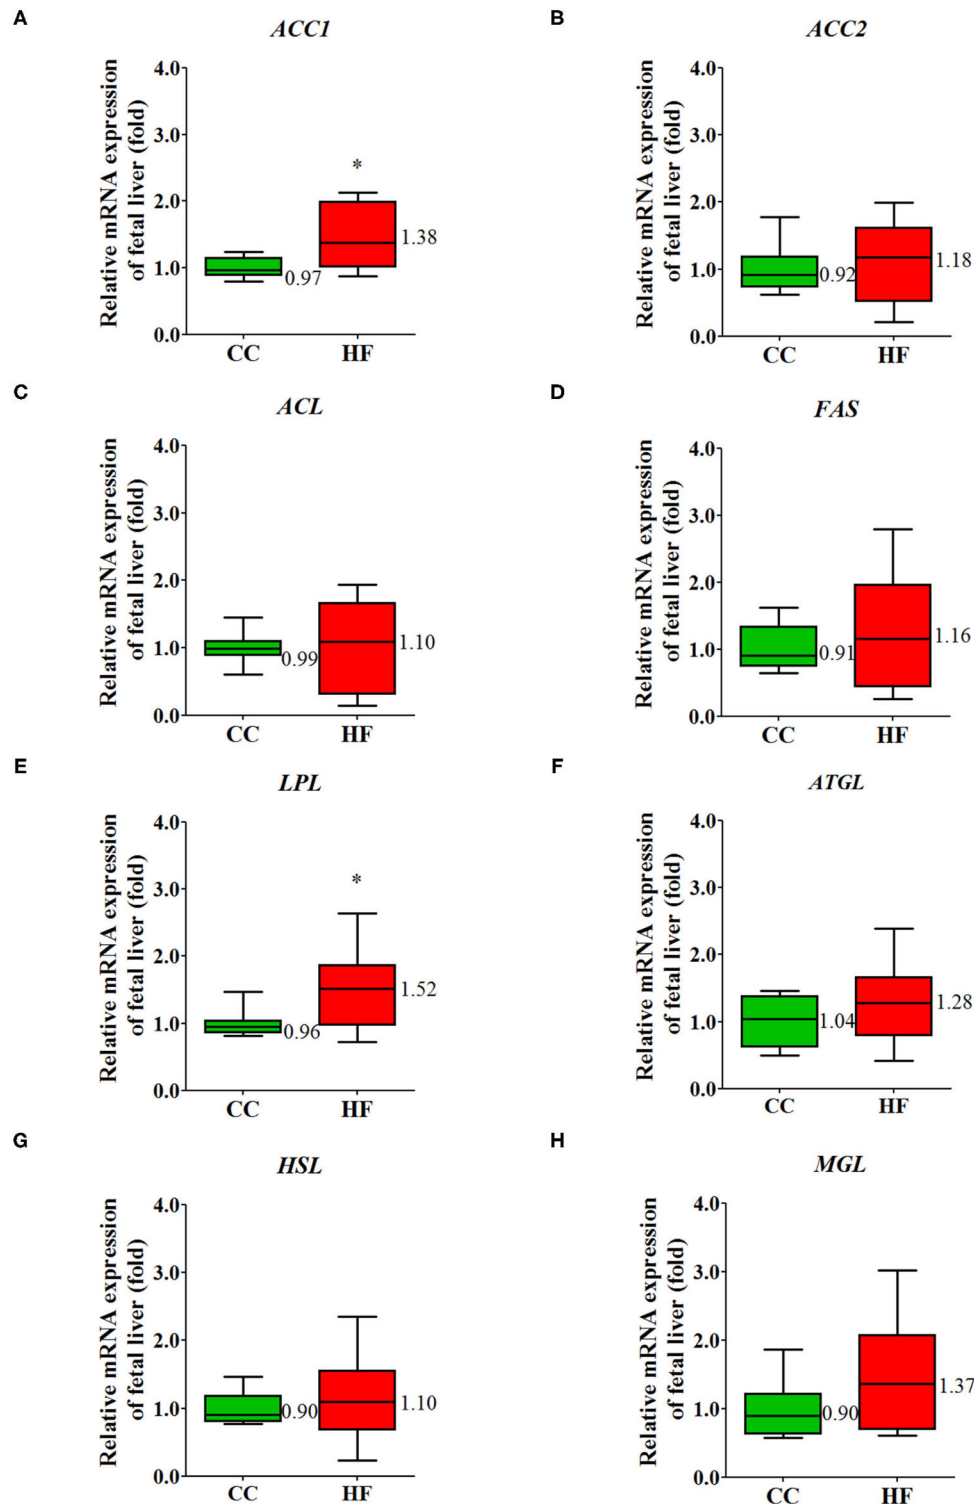 A
ACC1
Relative mRNA expression
of fetal liver (fold)
4.0
3.0
2.0
1.0
0.0
*
0.97
1.38
CC HF
B
ACC2
Relative mRNA expression
of fetal liver (fold)
4.0
3.0
2.0
1.0
0.0
0.92
1.18
CC HF
C
ACL
Relative mRNA expression
of fetal liver (fold)
4.0
3.0
2.0
1.0
0.0
0.99
1.10
CC HF
D
FAS
Relative mRNA expression
of fetal liver (fold)
4.0
3.0
2.0
1.0
0.0
0.91
1.16
CC HF
E
LPL
Relative mRNA expression
of fetal liver (fold)
4.0
3.0
2.0
1.0
0.0
*
0.96
1.52
CC HF
F
ATGL
Relative mRNA expression
of fetal liver (fold)
4.0
3.0
2.0
1.0
0.0
1.04
1.28
CC HF
G
HSL
Relative mRNA expression
of fetal liver (fold)
4.0
3.0
2.0
1.0
0.0
0.90
1.10
CC HF
H
MGL
Relative mRNA expression
of fetal liver (fold)
4.0
3.0
2.0
1.0
0.0
0.90
1.37
CC HF